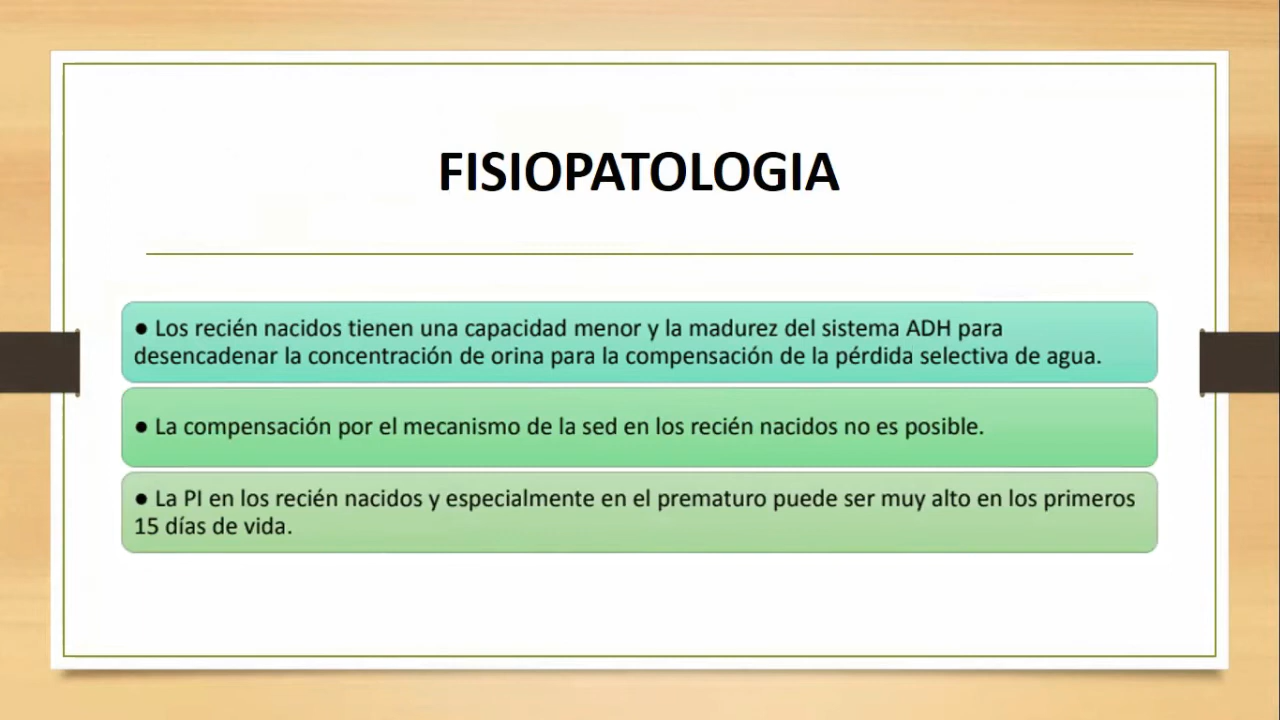 FISIOPATOLOGIA
● Los recién nacidos tienen una capacidad menor y la madurez del sistema ADH para
desencadenar la concentración de orina para la compensación de la pérdida selectiva de agua.
● La compensación por el mecanismo de la sed en los recién nacidos no es posible.
● La PI en los recién nacidos y especialmente en el prematuro puede ser muy alto en los primeros
15 días de vida.